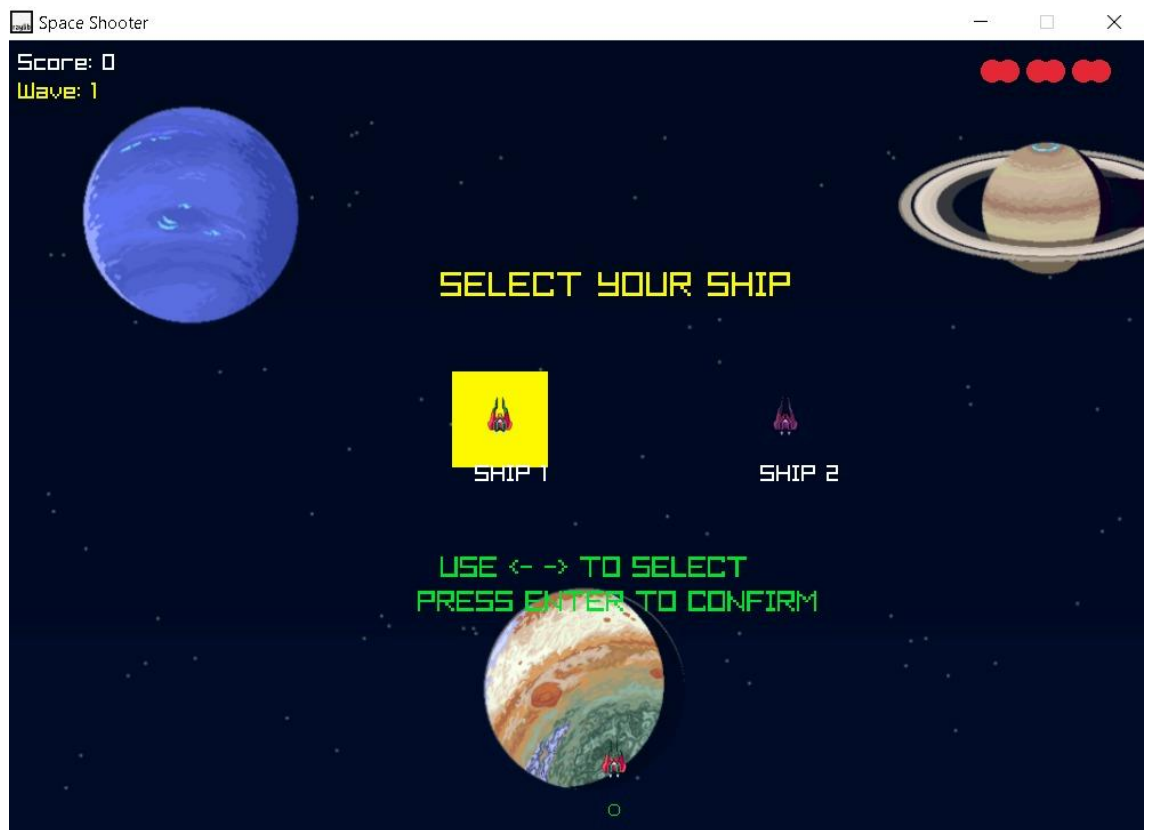 raylib
Space Shooter
Score: 0
Wave: 1
SELECT YOUR SHIP
SHIP 1
SHIP 2
USE <- -> TO SELECT
PRESS ENTER TO CONFIRM